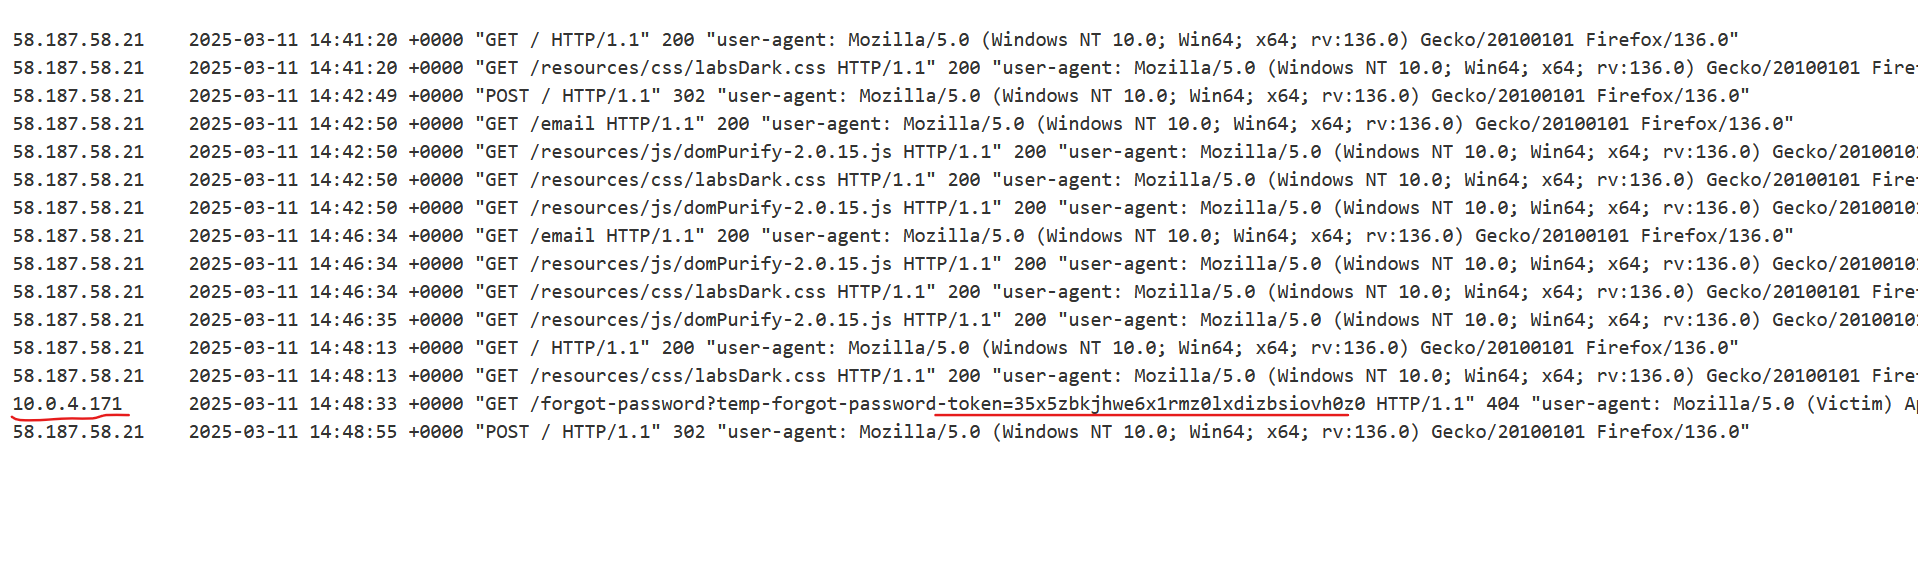 58.187.58.21 2025-03-11 14:41:20 +0000 "GET / HTTP/1.1" 200 "user-agent: Mozilla/5.0 (Windows NT 10.0; Win64; x64; rv:136.0) Gecko/20100101 Firefox/136.0"
58.187.58.21 2025-03-11 14:41:20 +0000 "GET /resources/css/labsDark.css HTTP/1.1" 200 "user-agent: Mozilla/5.0 (Windows NT 10.0; Win64; x64; rv:136.0) Gecko/20100101 Firef
58.187.58.21 2025-03-11 14:42:49 +0000 "POST / HTTP/1.1" 302 "user-agent: Mozilla/5.0 (Windows NT 10.0; Win64; x64; rv:136.0) Gecko/20100101 Firefox/136.0"
58.187.58.21 2025-03-11 14:42:50 +0000 "GET /email HTTP/1.1" 200 "user-agent: Mozilla/5.0 (Windows NT 10.0; Win64; x64; rv:136.0) Gecko/20100101 Firefox/136.0"
58.187.58.21 2025-03-11 14:42:50 +0000 "GET /resources/js/domPurify-2.0.15.js HTTP/1.1" 200 "user-agent: Mozilla/5.0 (Windows NT 10.0; Win64; x64; rv:136.0) Gecko/20100101
58.187.58.21 2025-03-11 14:42:50 +0000 "GET /resources/css/labsDark.css HTTP/1.1" 200 "user-agent: Mozilla/5.0 (Windows NT 10.0; Win64; x64; rv:136.0) Gecko/20100101 Firef
58.187.58.21 2025-03-11 14:42:50 +0000 "GET /resources/js/domPurify-2.0.15.js HTTP/1.1" 200 "user-agent: Mozilla/5.0 (Windows NT 10.0; Win64; x64; rv:136.0) Gecko/20100101
58.187.58.21 2025-03-11 14:46:34 +0000 "GET /email HTTP/1.1" 200 "user-agent: Mozilla/5.0 (Windows NT 10.0; Win64; x64; rv:136.0) Gecko/20100101 Firefox/136.0"
58.187.58.21 2025-03-11 14:46:34 +0000 "GET /resources/js/domPurify-2.0.15.js HTTP/1.1" 200 "user-agent: Mozilla/5.0 (Windows NT 10.0; Win64; x64; rv:136.0) Gecko/20100101
58.187.58.21 2025-03-11 14:46:34 +0000 "GET /resources/css/labsDark.css HTTP/1.1" 200 "user-agent: Mozilla/5.0 (Windows NT 10.0; Win64; x64; rv:136.0) Gecko/20100101 Firef
58.187.58.21 2025-03-11 14:46:35 +0000 "GET /resources/js/domPurify-2.0.15.js HTTP/1.1" 200 "user-agent: Mozilla/5.0 (Windows NT 10.0; Win64; x64; rv:136.0) Gecko/20100101
58.187.58.21 2025-03-11 14:48:13 +0000 "GET / HTTP/1.1" 200 "user-agent: Mozilla/5.0 (Windows NT 10.0; Win64; x64; rv:136.0) Gecko/20100101 Firefox/136.0"
58.187.58.21 2025-03-11 14:48:13 +0000 "GET /resources/css/labsDark.css HTTP/1.1" 200 "user-agent: Mozilla/5.0 (Windows NT 10.0; Win64; x64; rv:136.0) Gecko/20100101 Firef
10.0.4.171 2025-03-11 14:48:33 +0000 "GET /forgot-password?temp-forgot-password-token=35x5zbkjhwe6x1rmz0lxdizbsiovh0z0 HTTP/1.1" 404 "user-agent: Mozilla/5.0 (Victim) Ap
58.187.58.21 2025-03-11 14:48:55 +0000 "POST / HTTP/1.1" 302 "user-agent: Mozilla/5.0 (Windows NT 10.0; Win64; x64; rv:136.0) Gecko/20100101 Firefox/136.0"